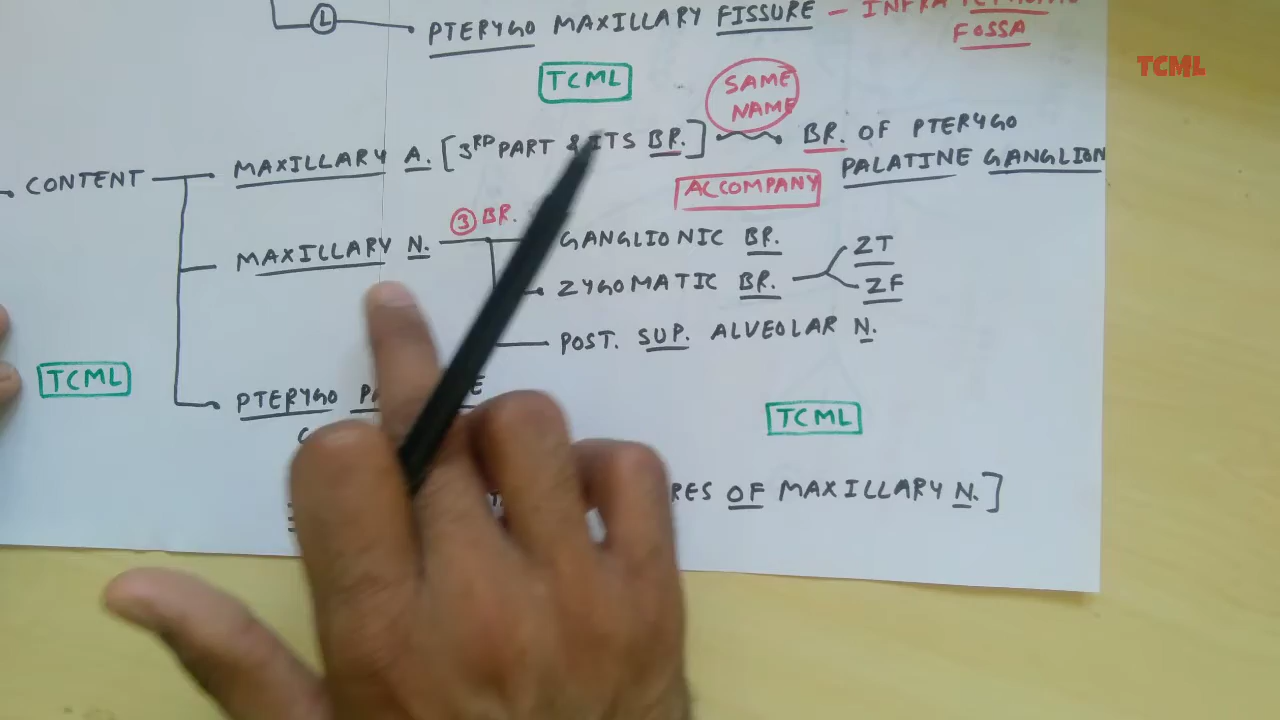 Ⓛ PTERYGO MAXILLARY FISSURE - INFRA
FOSSA
TCML
TCML
SAME
NAME
MAXILLARY A. [3RD PART & ITS BR.] BR. OF PTERYGO
PALATINE GANGLION
ACCOMPANY
CONTENT
③ BR.
MAXILLARY N. GANGLIONIC BR.
ZYGOMATIC BR. ZT
ZF
POST. SUP. ALVEOLAR N.
TCML
PTERYGO
TCML
OF MAXILLARY N.]